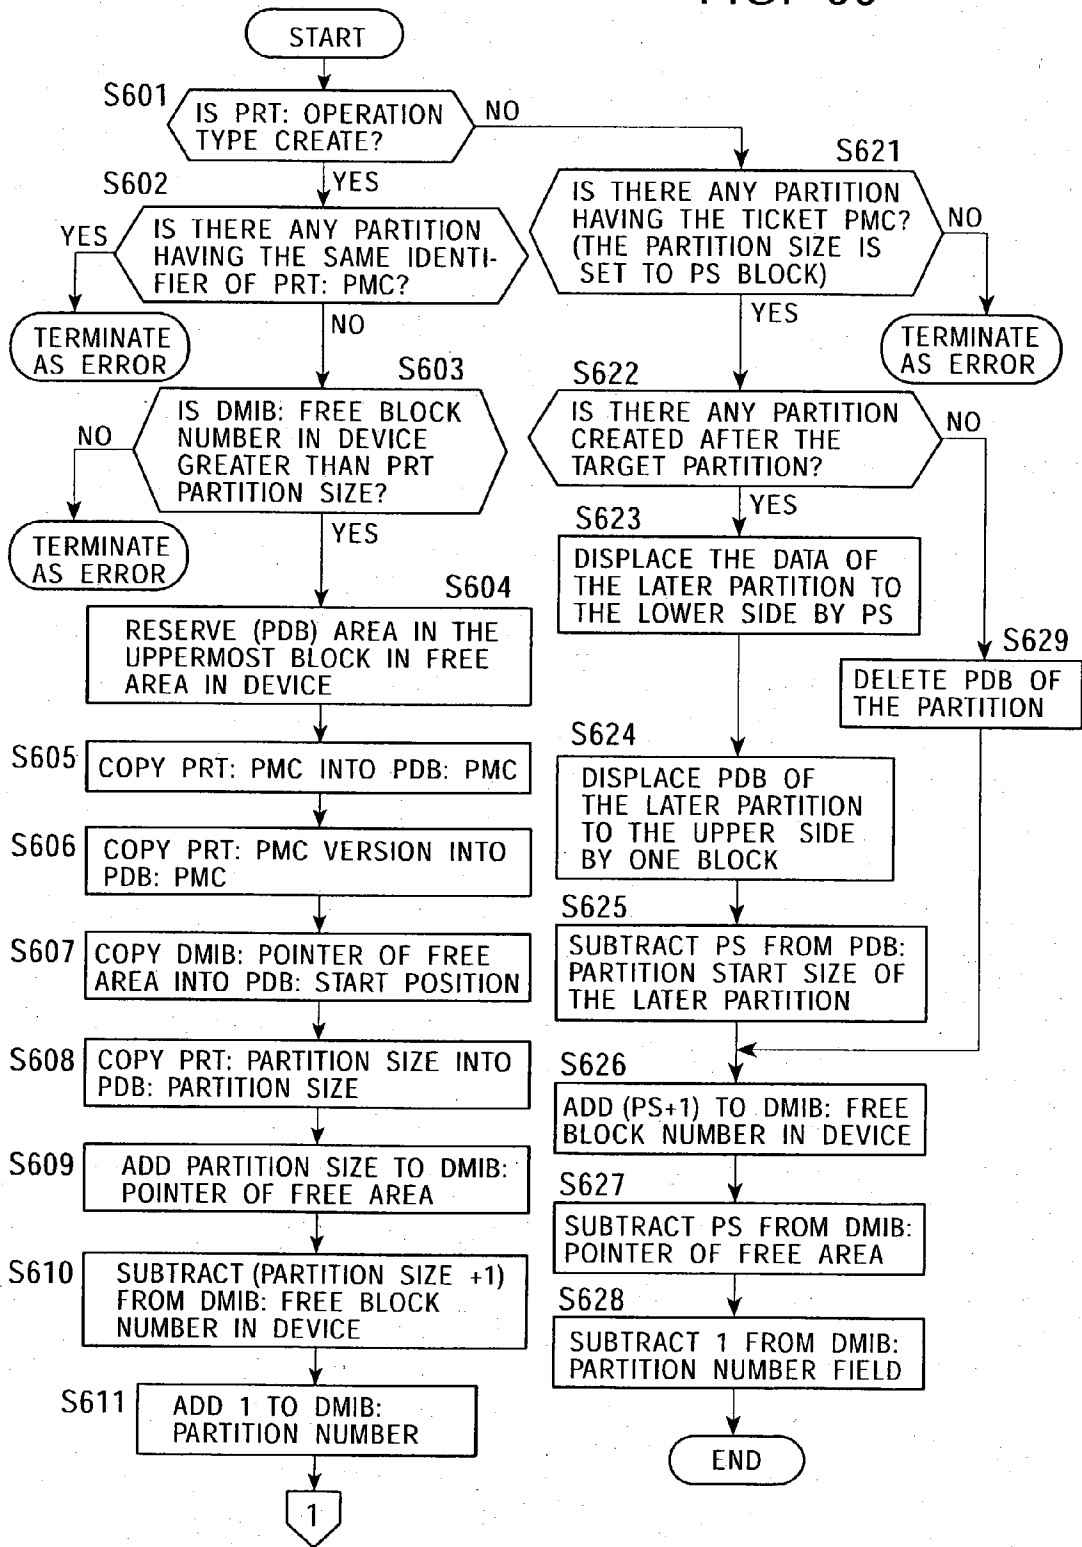 START
S601
IS PRT: OPERATION
TYPE CREATE?
NO
YES
S602
IS THERE ANY PARTITION
HAVING THE SAME IDENTI-
FIER OF PRT: PMC?
YES
NO
TERMINATE
AS ERROR
S603
IS DMIB: FREE BLOCK
NUMBER IN DEVICE
GREATER THAN PRT
PARTITION SIZE?
NO
YES
TERMINATE
AS ERROR
S604
RESERVE (PDB) AREA IN THE
UPPERMOST BLOCK IN FREE
AREA IN DEVICE
S605
COPY PRT: PMC INTO PDB: PMC
S606
COPY PRT: PMC VERSION INTO
PDB: PMC
S607
COPY DMIB: POINTER OF FREE
AREA INTO PDB: START POSITION
S608
COPY PRT: PARTITION SIZE INTO
PDB: PARTITION SIZE
S609
ADD PARTITION SIZE TO DMIB:
POINTER OF FREE AREA
S610
SUBTRACT (PARTITION SIZE +1)
FROM DMIB: FREE BLOCK
NUMBER IN DEVICE
S611
ADD 1 TO DMIB:
PARTITION NUMBER
1
S621
IS THERE ANY PARTITION
HAVING THE TICKET PMC?
(THE PARTITION SIZE IS
SET TO PS BLOCK)
NO
YES
TERMINATE
AS ERROR
S622
IS THERE ANY PARTITION
CREATED AFTER THE
TARGET PARTITION?
NO
YES
S623
DISPLACE THE DATA OF
THE LATER PARTITION TO
THE LOWER SIDE BY PS
S629
DELETE PDB OF
THE PARTITION
S624
DISPLACE PDB OF
THE LATER PARTITION
TO THE UPPER SIDE
BY ONE BLOCK
S625
SUBTRACT PS FROM PDB:
PARTITION START SIZE OF
THE LATER PARTITION
S626
ADD (PS+1) TO DMIB: FREE
BLOCK NUMBER IN DEVICE
S627
SUBTRACT PS FROM DMIB:
POINTER OF FREE AREA
S628
SUBTRACT 1 FROM DMIB:
PARTITION NUMBER FIELD
END